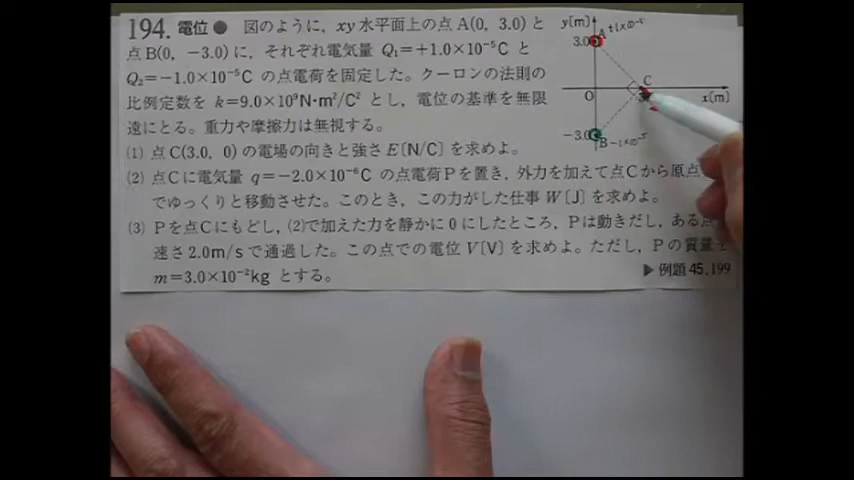 194. 電位 ● 図のように, xy 水平面上の点A(0, 3.0)と
点B(0, −3.0)に, それぞれ電気量 Q₁=+1.0×10⁻⁵C と
Q₂=−1.0×10⁻⁵C の点電荷を固定した。クーロンの法則の
比例定数を k=9.0×10⁹N·m²/C² とし, 電位の基準を無限
遠にとる。重力や摩擦力は無視する。
(1) 点C(3.0, 0)の電場の向きと強さ E[N/C]を求めよ。
(2) 点Cに電気量 q=−2.0×10⁻⁶C の点電荷Pを置き, 外力を加えて点Cから原点
でゆっくりと移動させた。このとき, この力がした仕事 W[J]を求めよ。
(3) Pを点Cにもどし, (2)で加えた力を静かに0にしたところ, Pは動きだし, ある点
速さ 2.0m/s で通過した。この点での電位 V[V]を求めよ。ただし, Pの質量
m=3.0×10⁻²kg とする。
▶例題45, 199
y[m]
3.0
A
C
O
x[m]
−3.0
B